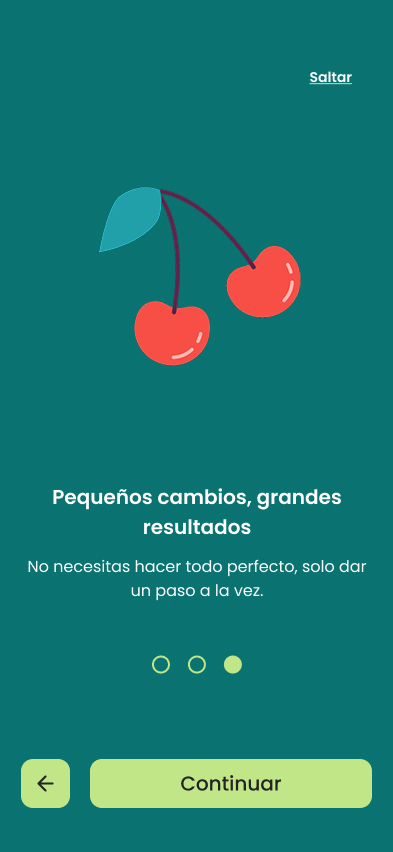 Saltar
Pequeños cambios, grandes
resultados
No necesitas hacer todo perfecto, solo dar
un paso a la vez.
Continuar